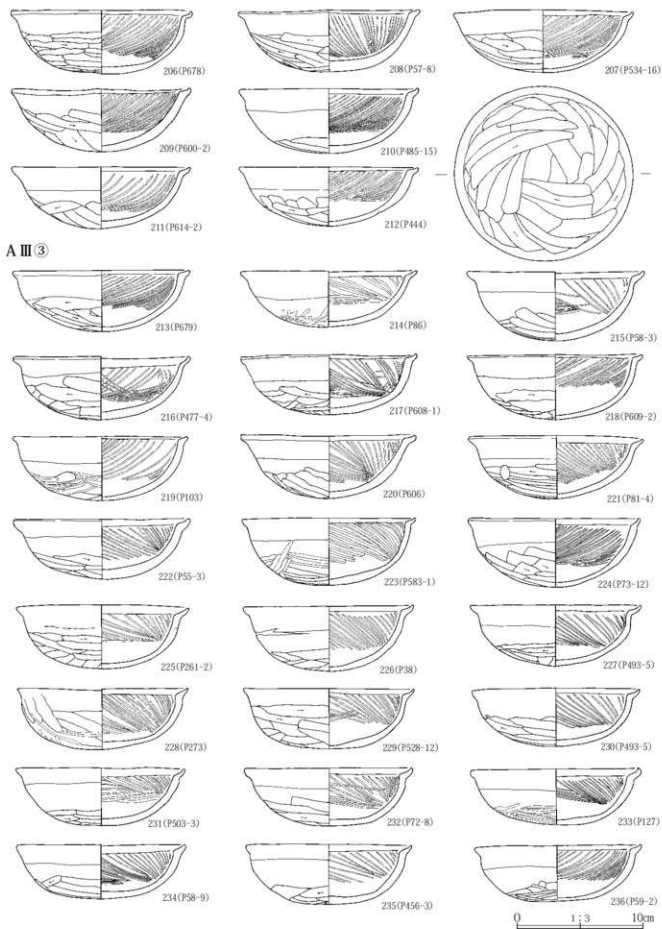 206(P678)
208(P57-8)
207(P534-16)
209(P600-2)
210(P485-15)
211(P614-2)
212(P444)
AⅢ③
213(P679)
214(P86)
215(P58-3)
216(P477-4)
217(P608-1)
218(P609-2)
219(P103)
220(P606)
221(P81-4)
222(P55-3)
223(P583-1)
224(P73-12)
225(P261-2)
226(P38)
227(P493-5)
228(P273)
229(P528-12)
230(P493-5)
231(P503-3)
232(P72-8)
233(P127)
234(P58-9)
235(P456-3)
236(P59-2)
0 1:3 10cm